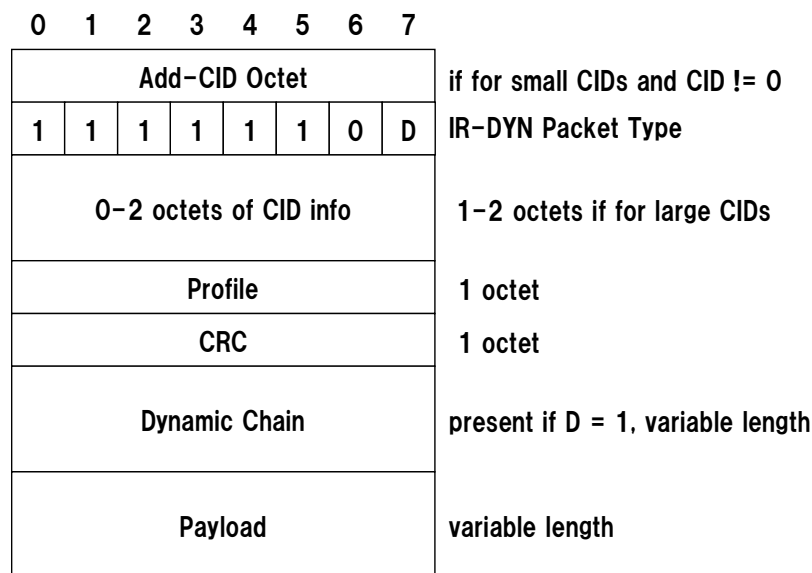 0 1 2 3 4 5 6 7
Add-CID Octet if for small CIDs and CID != 0
1 1 1 1 1 1 0 D IR-DYN Packet Type
0-2 octets of CID info 1-2 octets if for large CIDs
Profile 1 octet
CRC 1 octet
Dynamic Chain present if D = 1, variable length
Payload variable length